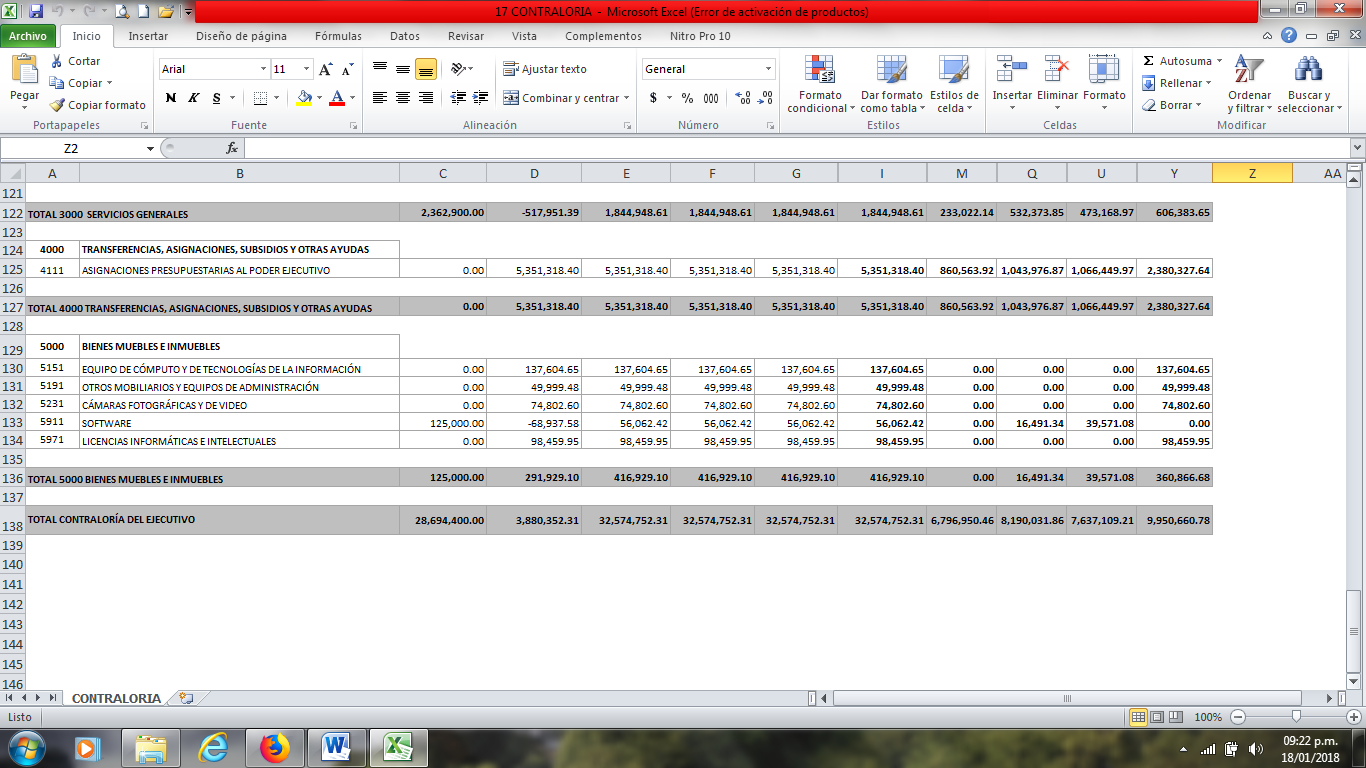 17 CONTRALORIA - Microsoft Excel (Error de activación de productos)
Archivo Inicio Insertar Diseño de página Fórmulas Datos Revisar Vista Complementos Nitro Pro 10
Pegar
Cortar
Copiar
Copiar formato
Portapapeles
Arial 11 A A
N K S A
Fuente
Ajustar texto
Combinar y centrar
Alineación
General
$ % 000
Número
Formato condicional
Dar formato como tabla
Estilos de celda
Estilos
Insertar Eliminar Formato
Celdas
Σ Autosuma
Rellenar
Borrar
Ordenar y filtrar
Buscar y seleccionar
Modificar
Z2 fx
A B C D E F G I M Q U Y Z AA
121
122 TOTAL 3000 SERVICIOS GENERALES 2,362,900.00 -517,951.39 1,844,948.61 1,844,948.61 1,844,948.61 1,844,948.61 233,022.14 532,373.85 473,168.97 606,383.65
123
124 4000 TRANSFERENCIAS, ASIGNACIONES, SUBSIDIOS Y OTRAS AYUDAS
125 4111 ASIGNACIONES PRESUPUESTARIAS AL PODER EJECUTIVO 0.00 5,351,318.40 5,351,318.40 5,351,318.40 5,351,318.40 5,351,318.40 860,563.92 1,043,976.87 1,066,449.97 2,380,327.64
126
127 TOTAL 4000 TRANSFERENCIAS, ASIGNACIONES, SUBSIDIOS Y OTRAS AYUDAS 0.00 5,351,318.40 5,351,318.40 5,351,318.40 5,351,318.40 5,351,318.40 860,563.92 1,043,976.87 1,066,449.97 2,380,327.64
128
129 5000 BIENES MUEBLES E INMUEBLES
130 5151 EQUIPO DE CÓMPUTO Y DE TECNOLOGÍAS DE LA INFORMACIÓN 0.00 137,604.65 137,604.65 137,604.65 137,604.65 137,604.65 0.00 0.00 0.00 137,604.65
131 5191 OTROS MOBILIARIOS Y EQUIPOS DE ADMINISTRACIÓN 0.00 49,999.48 49,999.48 49,999.48 49,999.48 49,999.48 0.00 0.00 0.00 49,999.48
132 5231 CÁMARAS FOTOGRÁFICAS Y DE VIDEO 0.00 74,802.60 74,802.60 74,802.60 74,802.60 74,802.60 0.00 0.00 0.00 74,802.60
133 5911 SOFTWARE 125,000.00 -68,937.58 56,062.42 56,062.42 56,062.42 56,062.42 0.00 16,491.34 39,571.08 0.00
134 5971 LICENCIAS INFORMÁTICAS E INTELECTUALES 0.00 98,459.95 98,459.95 98,459.95 98,459.95 98,459.95 0.00 0.00 0.00 98,459.95
135
136 TOTAL 5000 BIENES MUEBLES E INMUEBLES 125,000.00 291,929.10 416,929.10 416,929.10 416,929.10 416,929.10 0.00 16,491.34 39,571.08 360,866.68
137
138 TOTAL CONTRALORÍA DEL EJECUTIVO 28,694,400.00 3,880,352.31 32,574,752.31 32,574,752.31 32,574,752.31 32,574,752.31 6,796,950.46 8,190,031.86 7,637,109.21 9,950,660.78
139
140
141
142
143
144
145
146
CONTRALORIA
Listo 100%
09:22 p.m.
18/01/2018